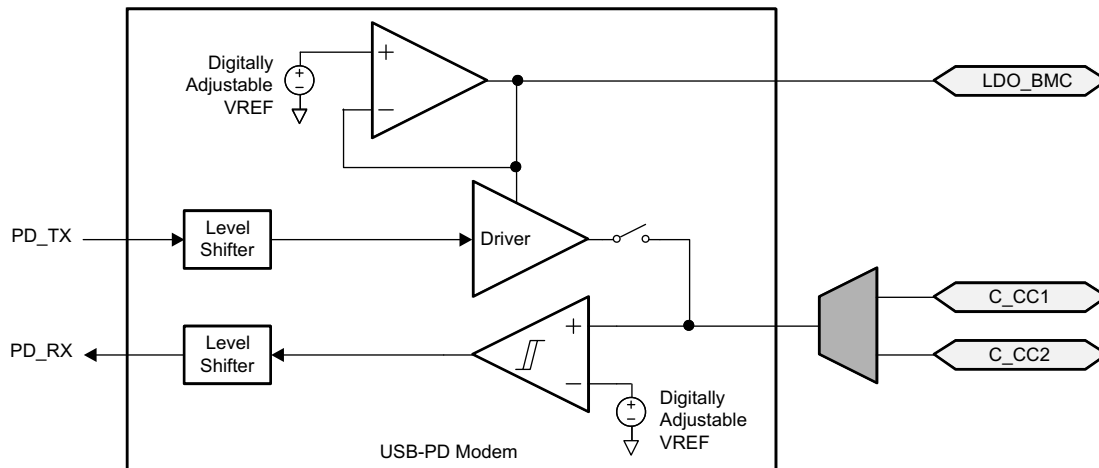 Digitally
Adjustable
VREF
+
−
+
−
LDO_BMC
PD_TX
Level
Shifter
Driver
C_CC1
PD_RX
Level
Shifter
+
−
C_CC2
+
−
Digitally
Adjustable
VREF
USB-PD Modem